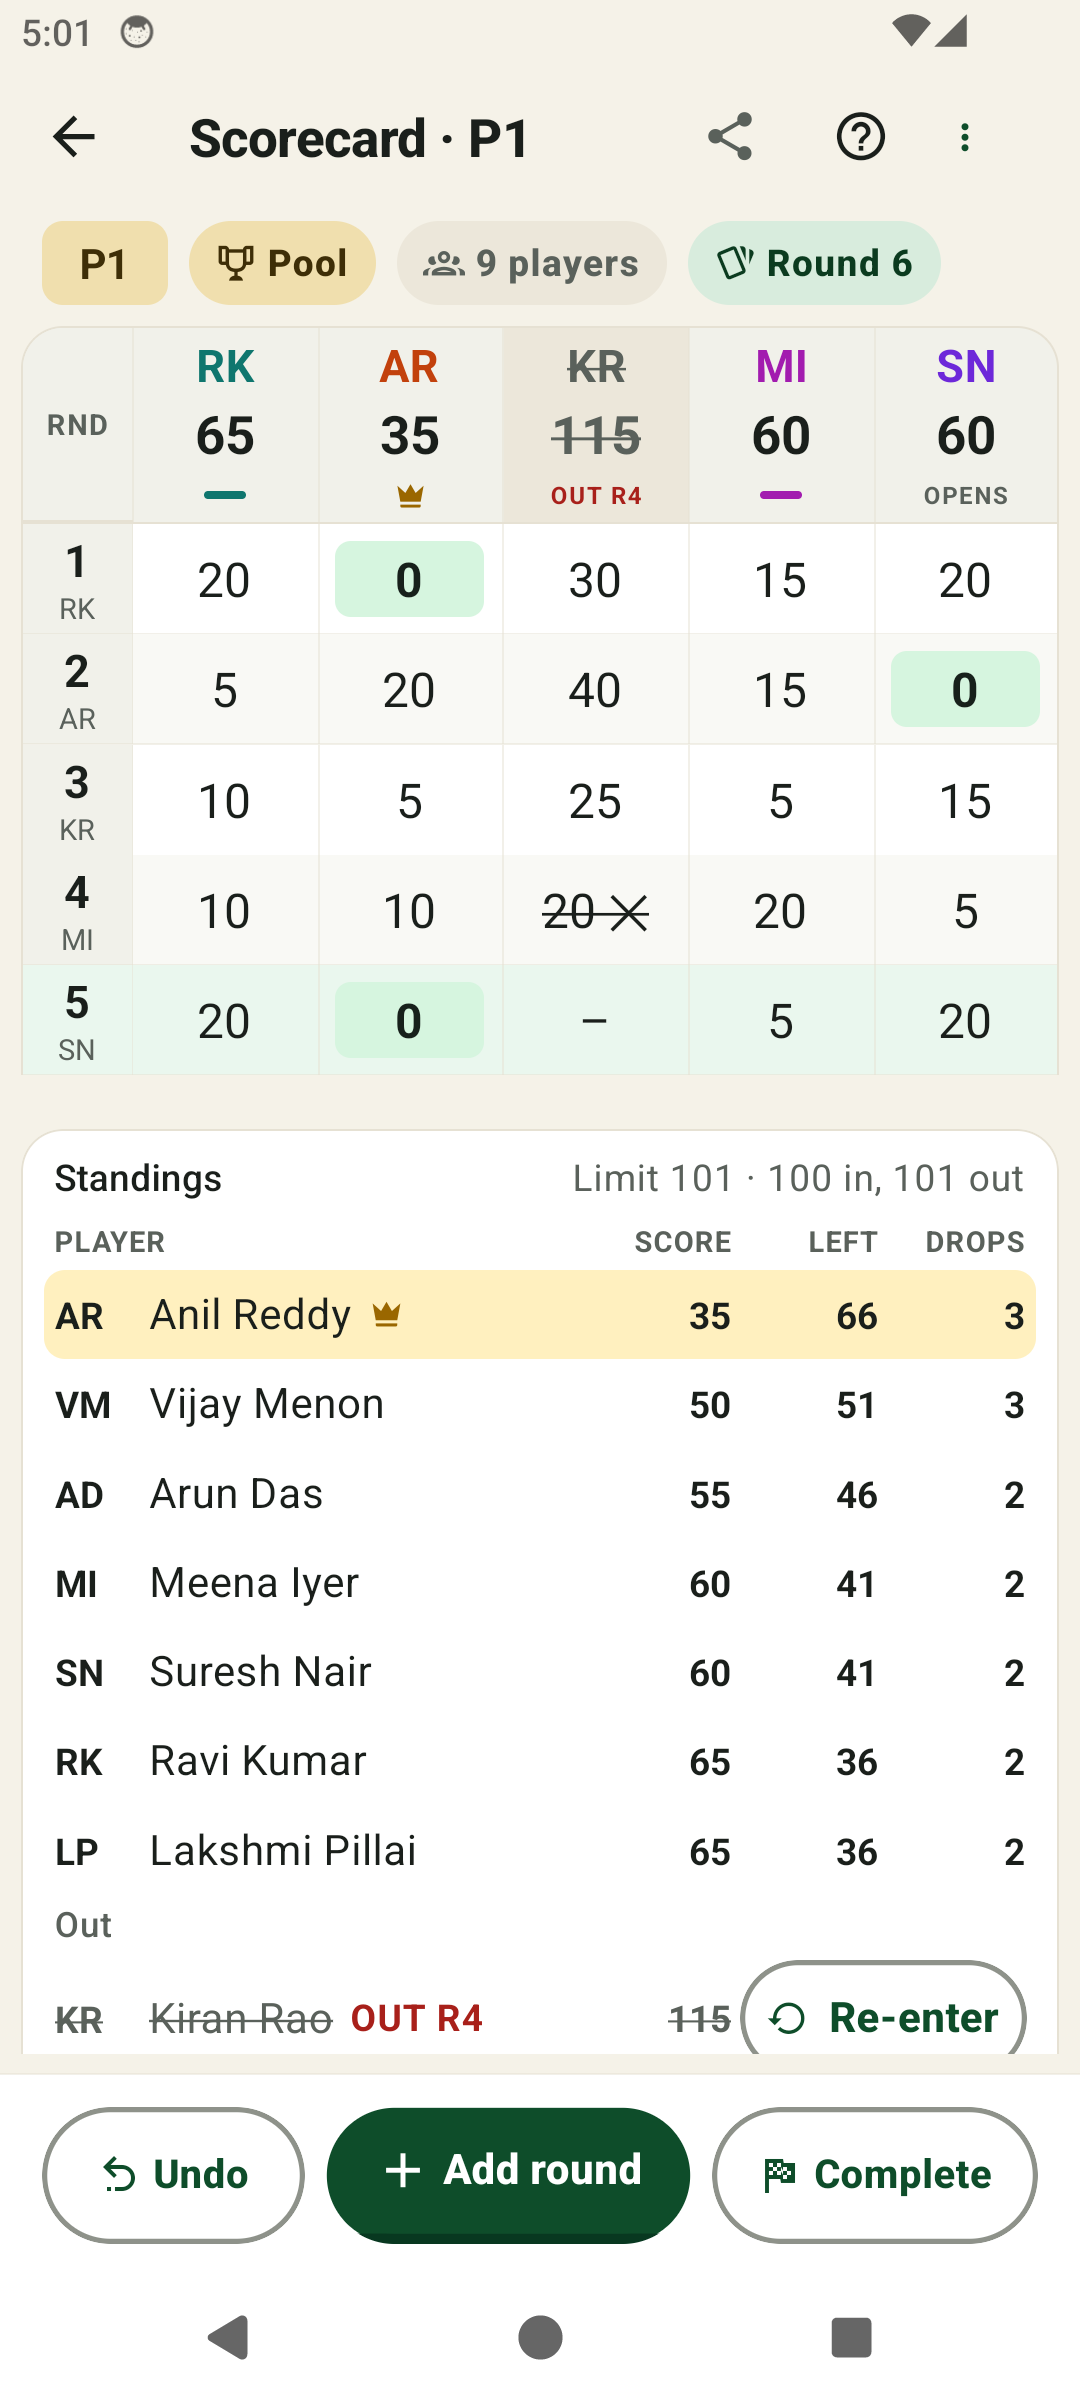 5:01
Scorecard · P1
P1 Pool 9 players Round 6
RND RK AR KR MI SN
65 35 115 60 60
OUT R4 OPENS
1 RK 20 0 30 15 20
2 AR 5 20 40 15 0
3 KR 10 5 25 5 15
4 MI 10 10 20 20 5
5 SN 20 0 – 5 20
Standings Limit 101 · 100 in, 101 out
PLAYER SCORE LEFT DROPS
AR Anil Reddy 35 66 3
VM Vijay Menon 50 51 3
AD Arun Das 55 46 2
MI Meena Iyer 60 41 2
SN Suresh Nair 60 41 2
RK Ravi Kumar 65 36 2
LP Lakshmi Pillai 65 36 2
Out
KR Kiran Rao OUT R4 115 Re-enter
Undo Add round Complete